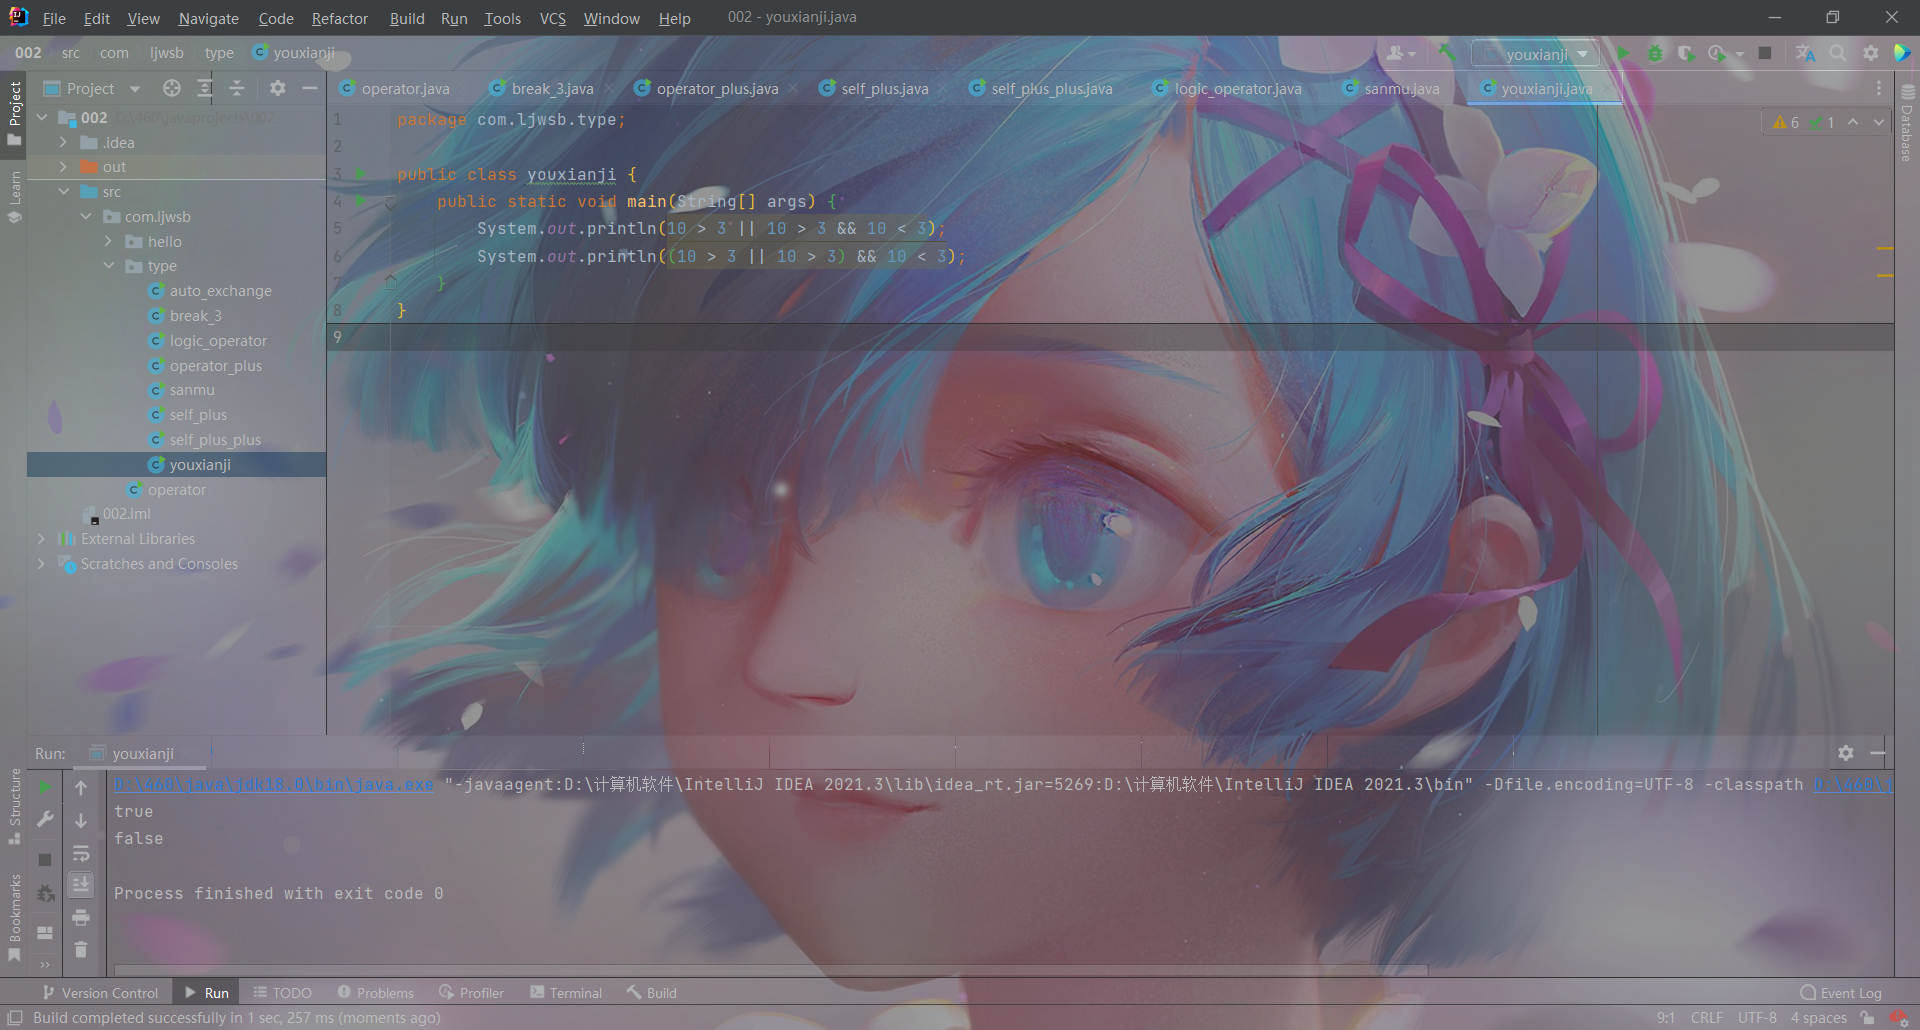 File Edit View Navigate Code Refactor Build Run Tools VCS Window Help 002 - youxianji.java
002 src com ljwsb type youxianji youxianji
Project operator.java break_3.java operator_plus.java self_plus.java self_plus_plus.java logic_operator.java sanmu.java youxianji.java
Project
Learn
Structure
Bookmarks
Database
002 D:\460\javaprojects\002
.idea
out
src
com.ljwsb
hello
type
auto_exchange
break_3
logic_operator
operator_plus
sanmu
self_plus
self_plus_plus
youxianji
operator
002.iml
External Libraries
Scratches and Consoles
6 1
1 package com.ljwsb.type;
2
3 public class youxianji {
4 public static void main(String[] args) {
5 System.out.println(10 > 3 || 10 > 3 && 10 < 3);
6 System.out.println((10 > 3 || 10 > 3) && 10 < 3);
7 }
8 }
9
Run: youxianji
D:\460\java\jdk18.0\bin\java.exe "-javaagent:D:\计算机软件\IntelliJ IDEA 2021.3\lib\idea_rt.jar=5269:D:\计算机软件\IntelliJ IDEA 2021.3\bin" -Dfile.encoding=UTF-8 -classpath D:\460\j
true
false
Process finished with exit code 0
Version Control Run TODO Problems Profiler Terminal Build Event Log
Build completed successfully in 1 sec, 257 ms (moments ago) 9:1 CRLF UTF-8 4 spaces